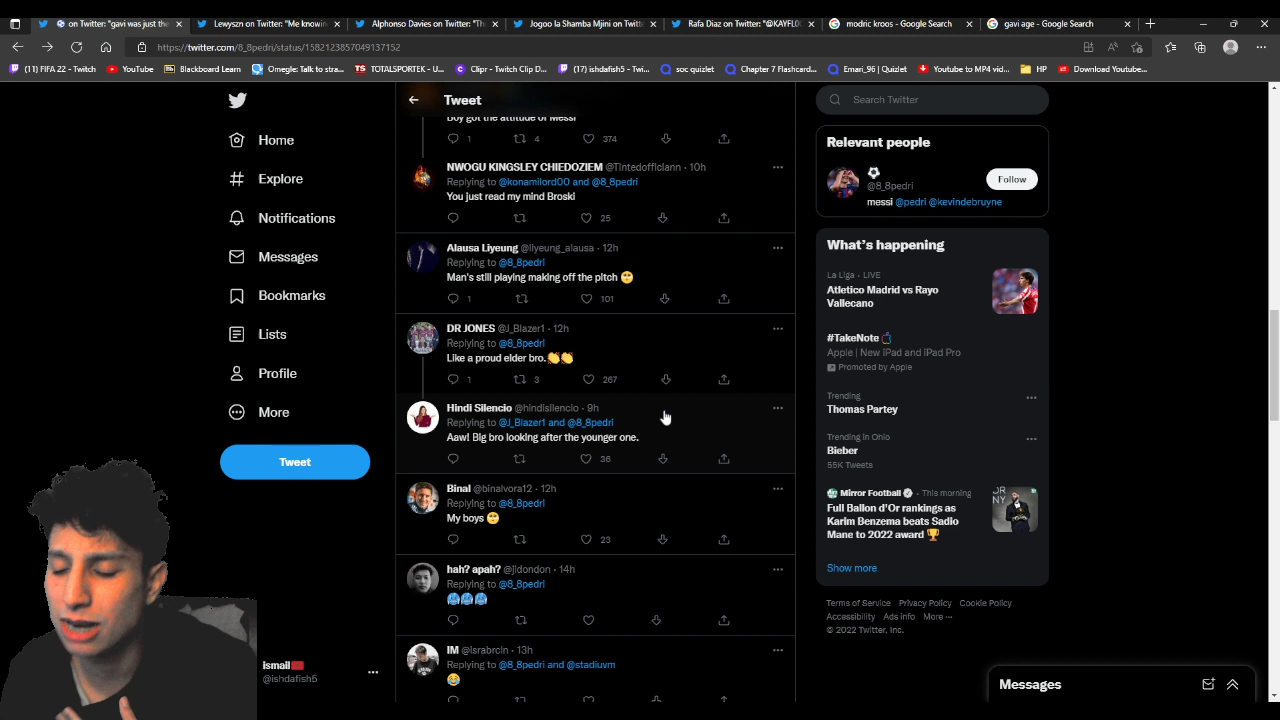 on Twitter: "gavi was just the
Lewyszn on Twitter: "Me knowin
Alphonso Davies on Twitter: "Th
Jogoo la Shamba Mjini on Twitt
Rafa Diaz on Twitter: "@KAYFL0
modric kroos - Google Search
gavi age - Google Search
https://twitter.com/8_8pedri/status/1582123857049137152
(11) FIFA 22 - Twitch
YouTube
Blackboard Learn
Omegle: Talk to stra...
TOTALSPORTEK - U...
Clipr - Twitch Clip D...
(17) ishdafish5 - Twi...
soc quizlet
Chapter 7 Flashcard...
Emari_96 | Quizlet
Youtube to MP4 vid...
HP
Download Youtube...
Home
Explore
Notifications
Messages
Bookmarks
Lists
Profile
More
Tweet
ismail
@ishdafish5
Tweet
Boy got the attitude of Messi
1 4 374
NWOGU KINGSLEY CHIEDOZIEM @Tintedofficiann · 10h
Replying to @konamilord00 and @8_8pedri
You just read my mind Broski
25
Alausa Liyeung @liyeung_alausa · 12h
Replying to @8_8pedri
Man's still playing making off the pitch 🙄
1 101
DR JONES @J_Blazer1 · 12h
Replying to @8_8pedri
Like a proud elder bro.👏👏
1 3 267
Hindi Silencio @hindisilencio · 9h
Replying to @J_Blazer1 and @8_8pedri
Aaw! Big bro looking after the younger one.
36
Binal @binalvora12 · 12h
Replying to @8_8pedri
My boys 🙄
23
hah? apah? @jjdondon · 14h
Replying to @8_8pedri
🥶🥶🥶
IM @israbrcin · 13h
Replying to @8_8pedri and @stadiuvm
😂
Search Twitter
Relevant people
⚽
@8_8pedri
Follow
messi @pedri @kevindebruyne
What's happening
La Liga · LIVE
Atletico Madrid vs Rayo
Vallecano
#TakeNote
Apple | New iPad and iPad Pro
Promoted by Apple
Trending
Thomas Partey
Trending in Ohio
Bieber
55K Tweets
Mirror Football · This morning
Full Ballon d'Or rankings as
Karim Benzema beats Sadio
Mane to 2022 award 🏆
Show more
Terms of Service Privacy Policy Cookie Policy
Accessibility Ads info More ···
© 2022 Twitter, Inc.
Messages